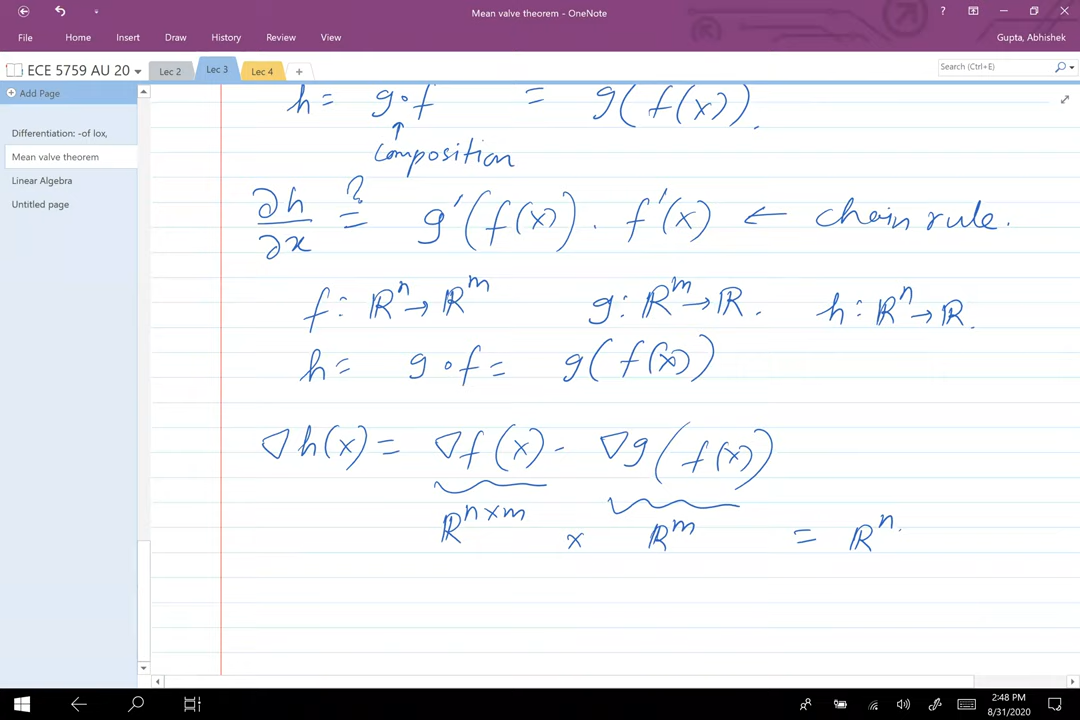 Mean valve theorem - OneNote
File Home Insert Draw History Review View Gupta, Abhishek
ECE 5759 AU 20 Lec 2 Lec 3 Lec 4 + Search (Ctrl+E)
Add Page
Differentiation: -of lox,
Mean valve theorem
Linear Algebra
Untitled page
h = g∘f = g(f(x)).
↑
composition
∂h/∂x ?= g′(f(x)) · f′(x) ← chain rule.
f : ℝⁿ → ℝᵐ g : ℝᵐ → ℝ. h : ℝⁿ → ℝ.
h = g∘f = g(f(x))
∇h(x) = ∇f(x) - ∇g(f(x))
ℝⁿˣᵐ × ℝᵐ = ℝⁿ.
2:48 PM
8/31/2020